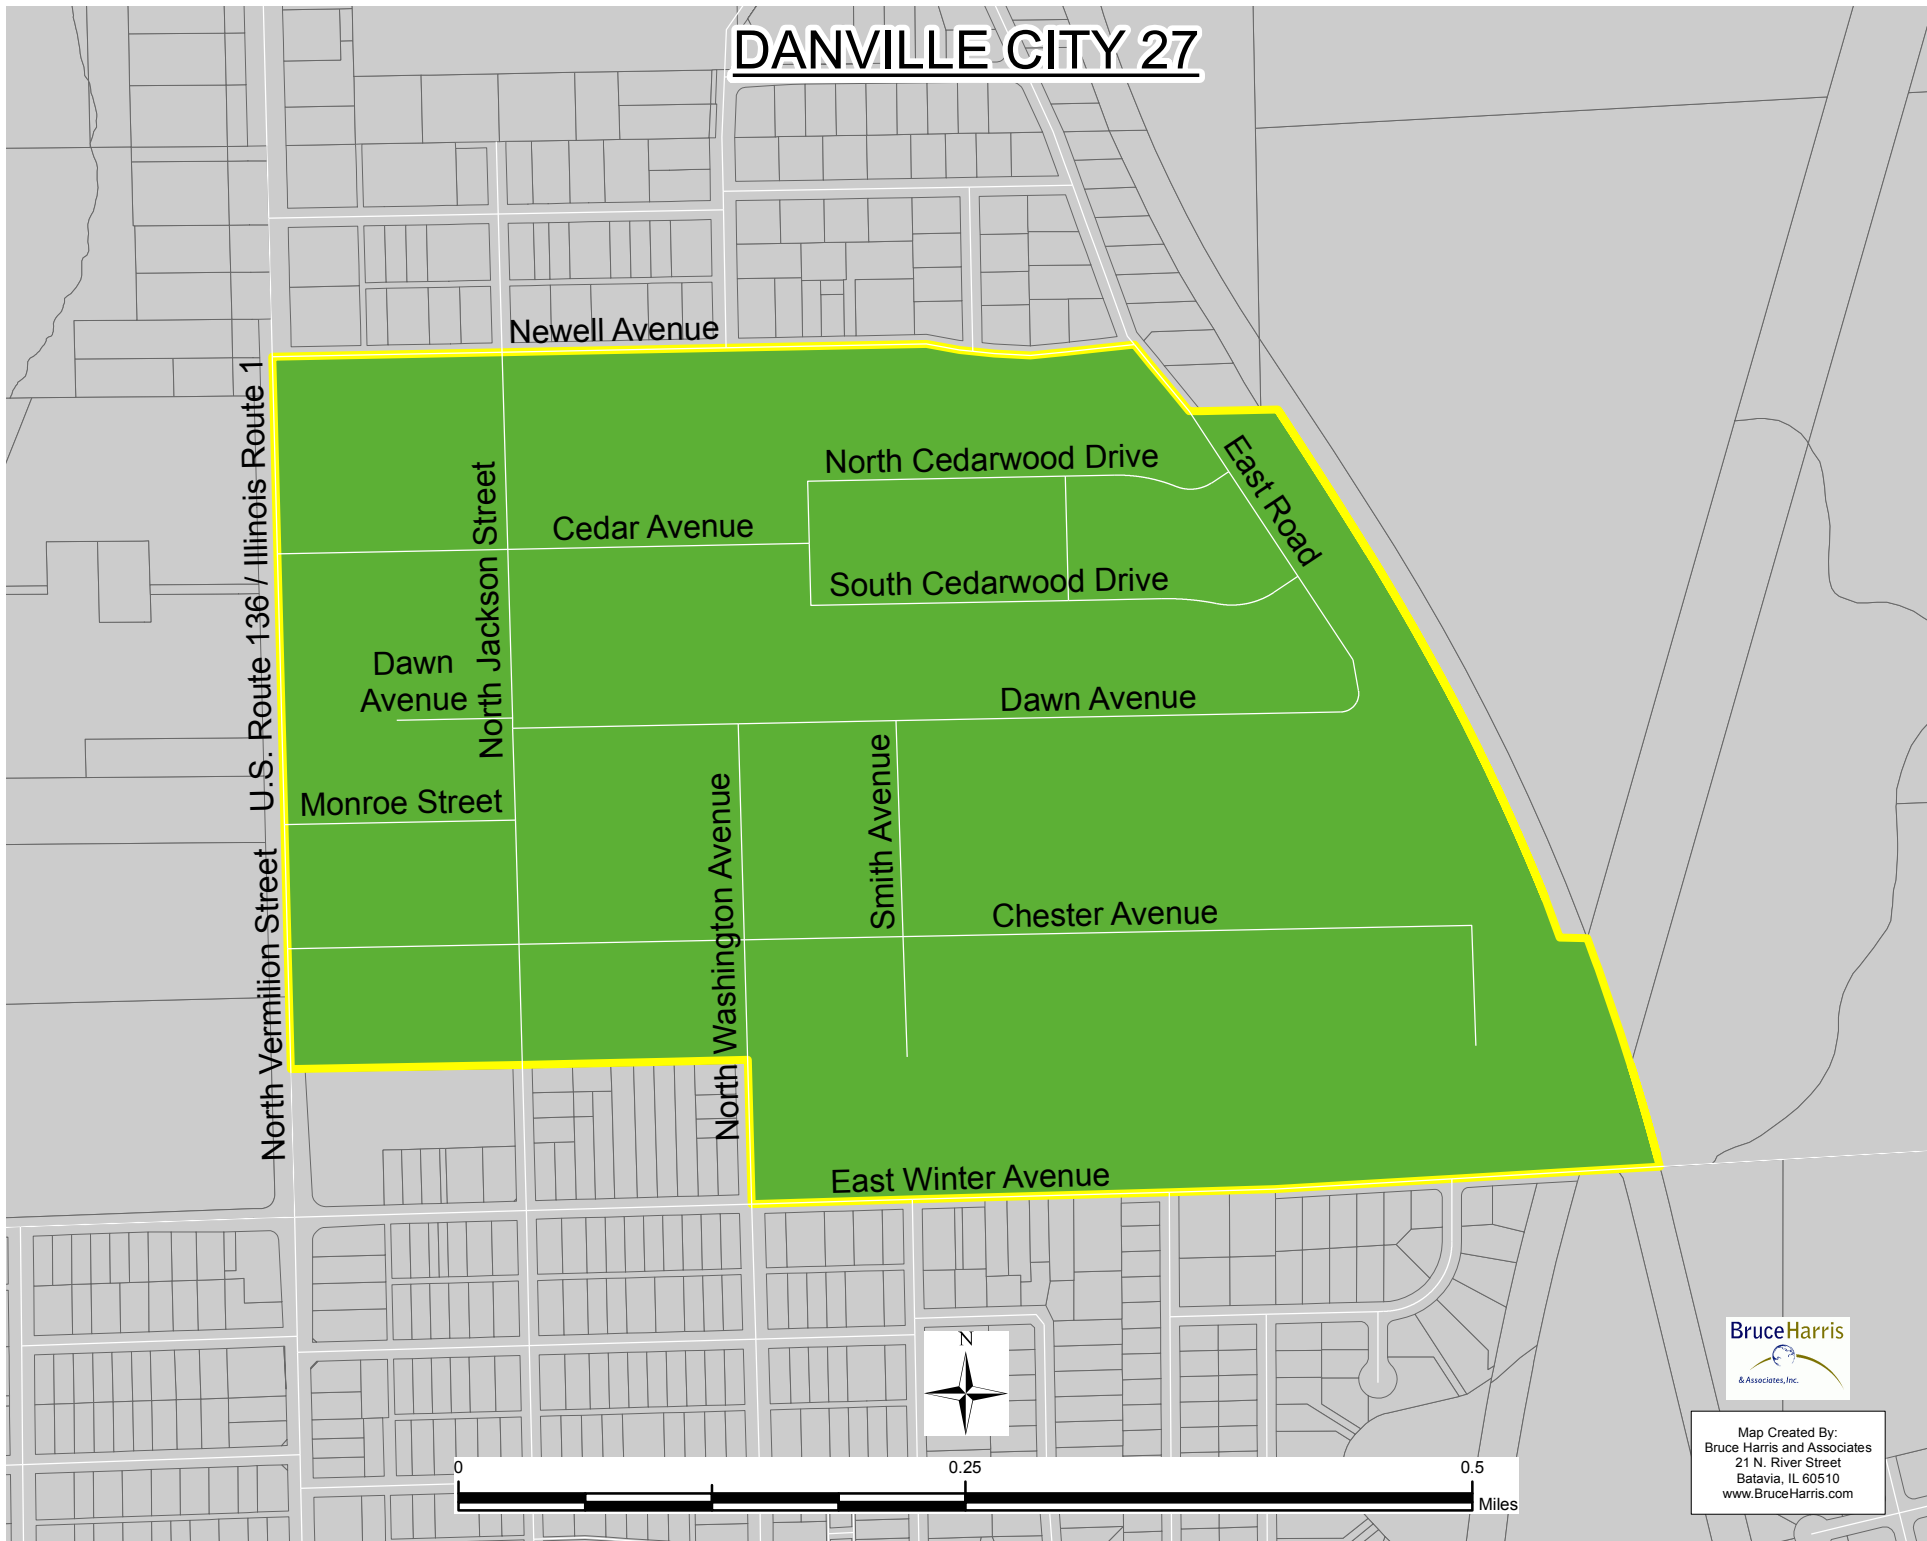 DANVILLE CITY 27
Newell Avenue
U.S. Route 136 / Illinois Route 1
North Jackson Street
North Cedarwood Drive
East Road
Cedar Avenue
South Cedarwood Drive
Dawn
Avenue
Dawn Avenue
Monroe Street
North Washington Avenue
Smith Avenue
Chester Avenue
North Vermilion Street
East Winter Avenue
N
0
0.25
0.5
Miles
BruceHarris
& Associates, Inc.
Map Created By:
Bruce Harris and Associates
21 N. River Street
Batavia, IL 60510
www.BruceHarris.com